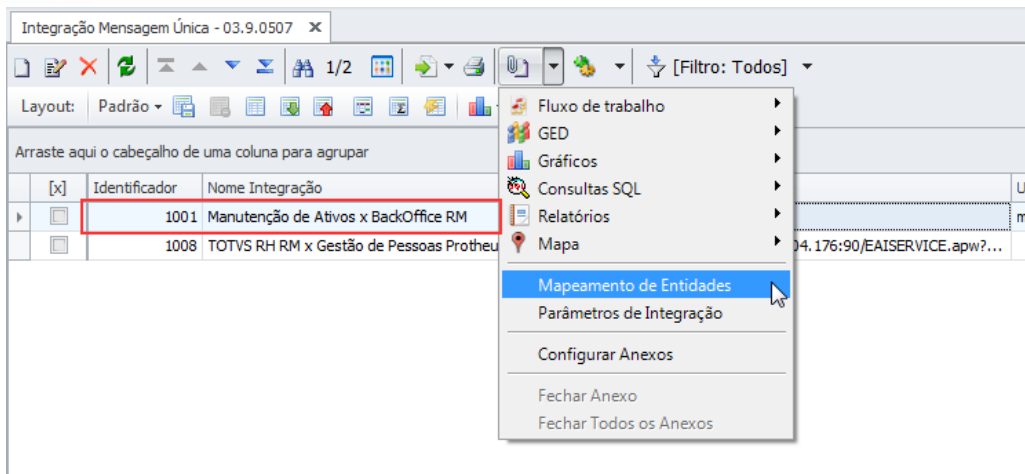 Integração Mensagem Única - 03.9.0507
1/2 [Filtro: Todos]
Layout: Padrão
Arraste aqui o cabeçalho de uma coluna para agrupar
[x] Identificador Nome Integração U
1001 Manutenção de Ativos x BackOffice RM m
1008 TOTVS RH RM x Gestão de Pessoas Protheu 04.176:90/EAISERVICE.apw?...
Fluxo de trabalho
GED
Gráficos
Consultas SQL
Relatórios
Mapa
Mapeamento de Entidades
Parâmetros de Integração
Configurar Anexos
Fechar Anexo
Fechar Todos os Anexos